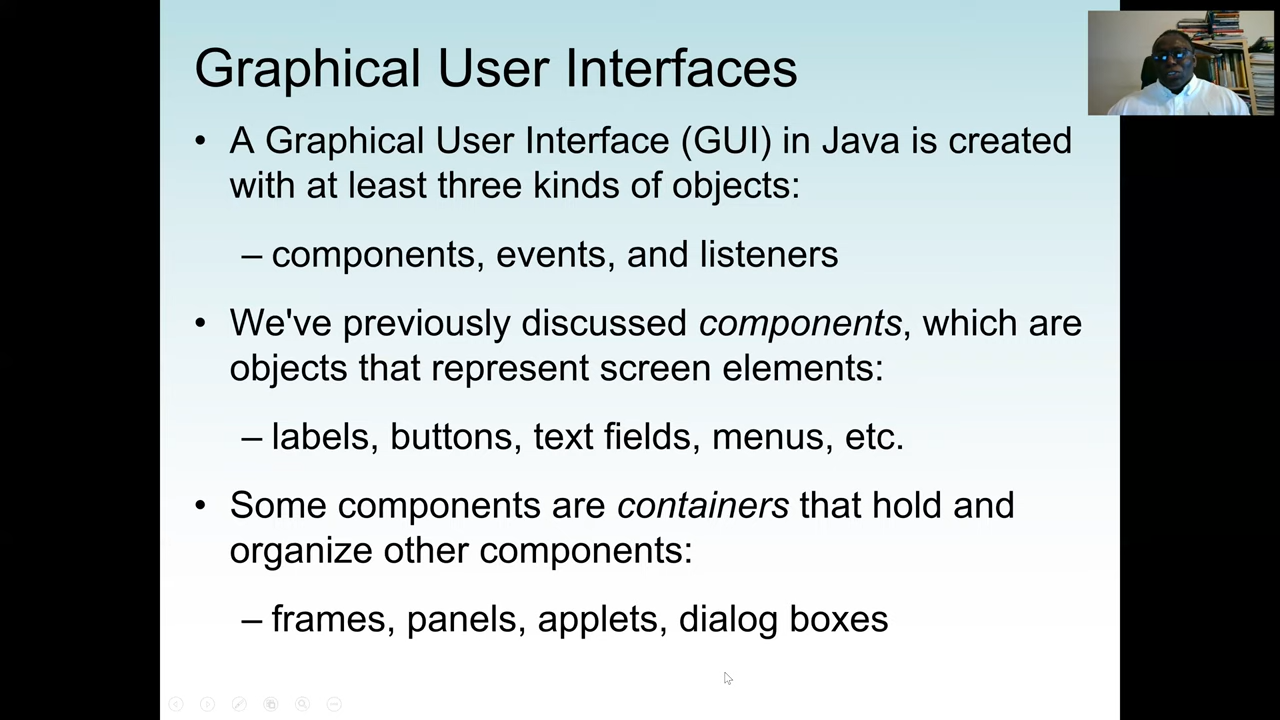 Graphical User Interfaces
• A Graphical User Interface (GUI) in Java is created
with at least three kinds of objects:
– components, events, and listeners
• We've previously discussed components, which are
objects that represent screen elements:
– labels, buttons, text fields, menus, etc.
• Some components are containers that hold and
organize other components:
– frames, panels, applets, dialog boxes